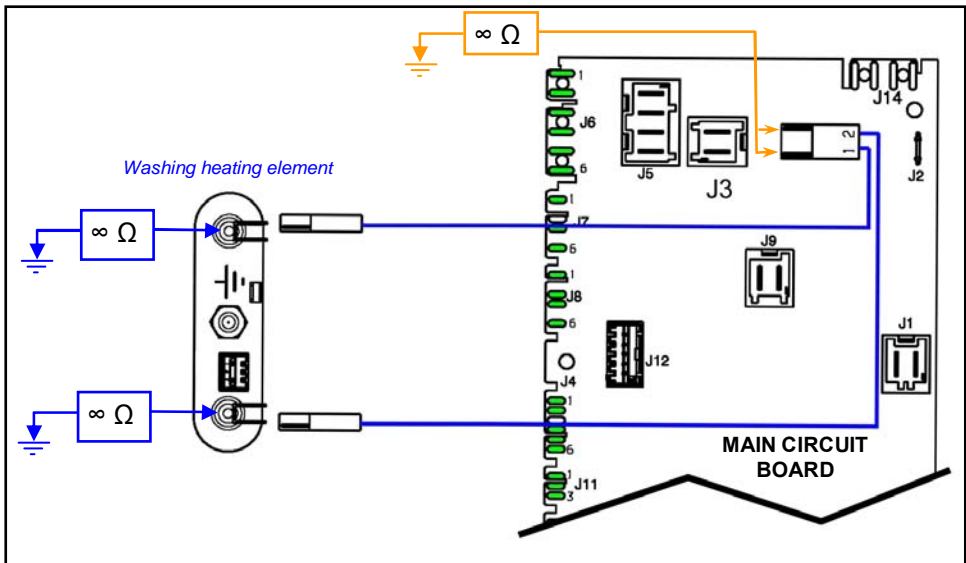 ∞ Ω
1
J6
6
J5
J3
J14
2
1
J2
Washing heating element
∞ Ω
1
J7
6
J9
1
J8
6
J12
J1
J4
∞ Ω
1
6
MAIN CIRCUIT
BOARD
1
J11
3